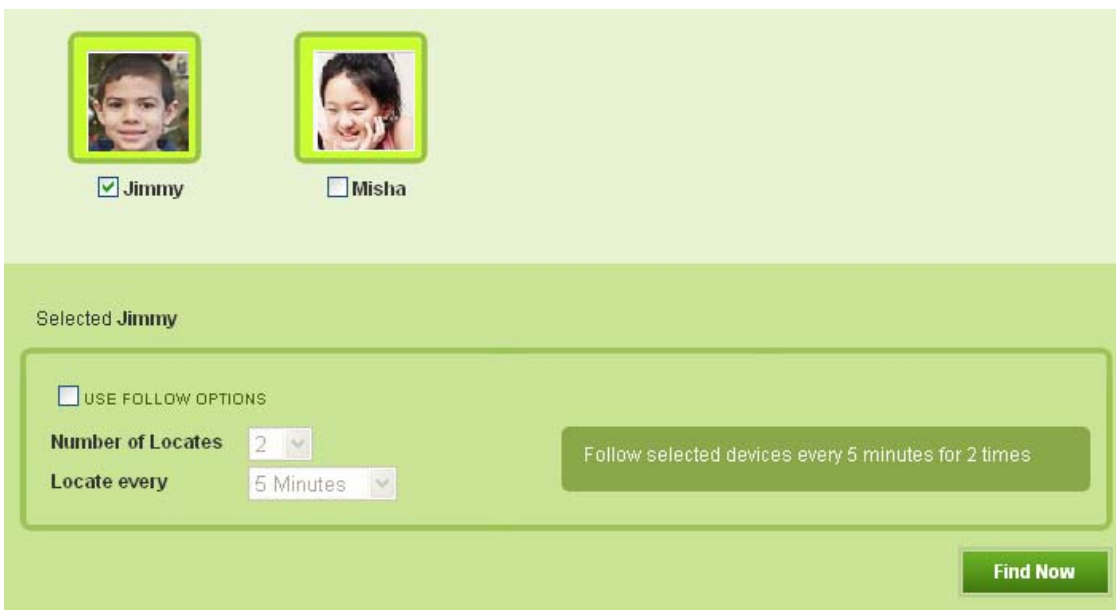 Jimmy
Misha
Selected Jimmy
USE FOLLOW OPTIONS
Number of Locates 2
Locate every 5 Minutes
Follow selected devices every 5 minutes for 2 times
Find Now